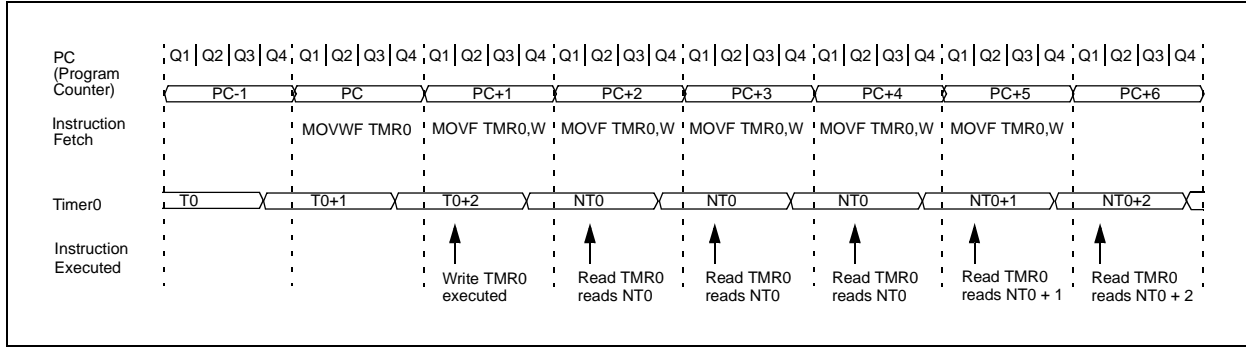 PC
(Program
Counter)
Q1 Q2 Q3 Q4 Q1 Q2 Q3 Q4 Q1 Q2 Q3 Q4 Q1 Q2 Q3 Q4 Q1 Q2 Q3 Q4 Q1 Q2 Q3 Q4 Q1 Q2 Q3 Q4 Q1 Q2 Q3 Q4
PC-1 PC PC+1 PC+2 PC+3 PC+4 PC+5 PC+6
Instruction
Fetch
MOVWF TMR0 MOVF TMR0,W MOVF TMR0,W MOVF TMR0,W MOVF TMR0,W MOVF TMR0,W
Timer0
T0 T0+1 T0+2 NT0 NT0 NT0 NT0+1 NT0+2
Instruction
Executed
Write TMR0
executed
Read TMR0
reads NT0
Read TMR0
reads NT0
Read TMR0
reads NT0
Read TMR0
reads NT0 + 1
Read TMR0
reads NT0 + 2